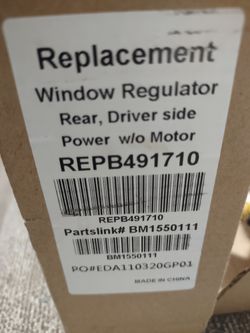 Replacement
Window Regulator
Rear, Driver side
Power w/o Motor
REPB491710
REPB491710
Partslink# BM1550111
BM1550111
PO#EDA110320GP01
MADE IN CHINA